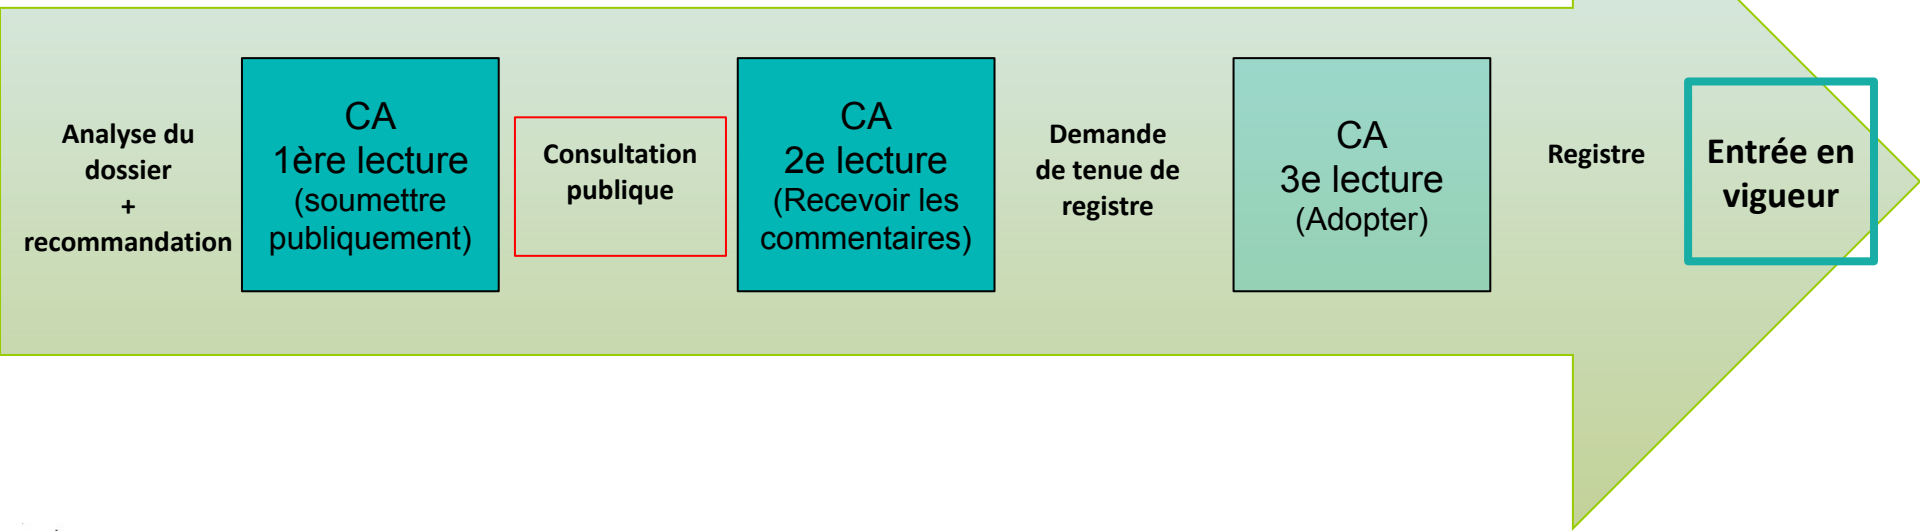 Analyse du
dossier
+
recommandation
CA
1ère lecture
(soumettre
publiquement)
Consultation
publique
CA
2e lecture
(Recevoir les
commentaires)
Demande
de tenue de
registre
CA
3e lecture
(Adopter)
Registre
Entrée en
vigueur